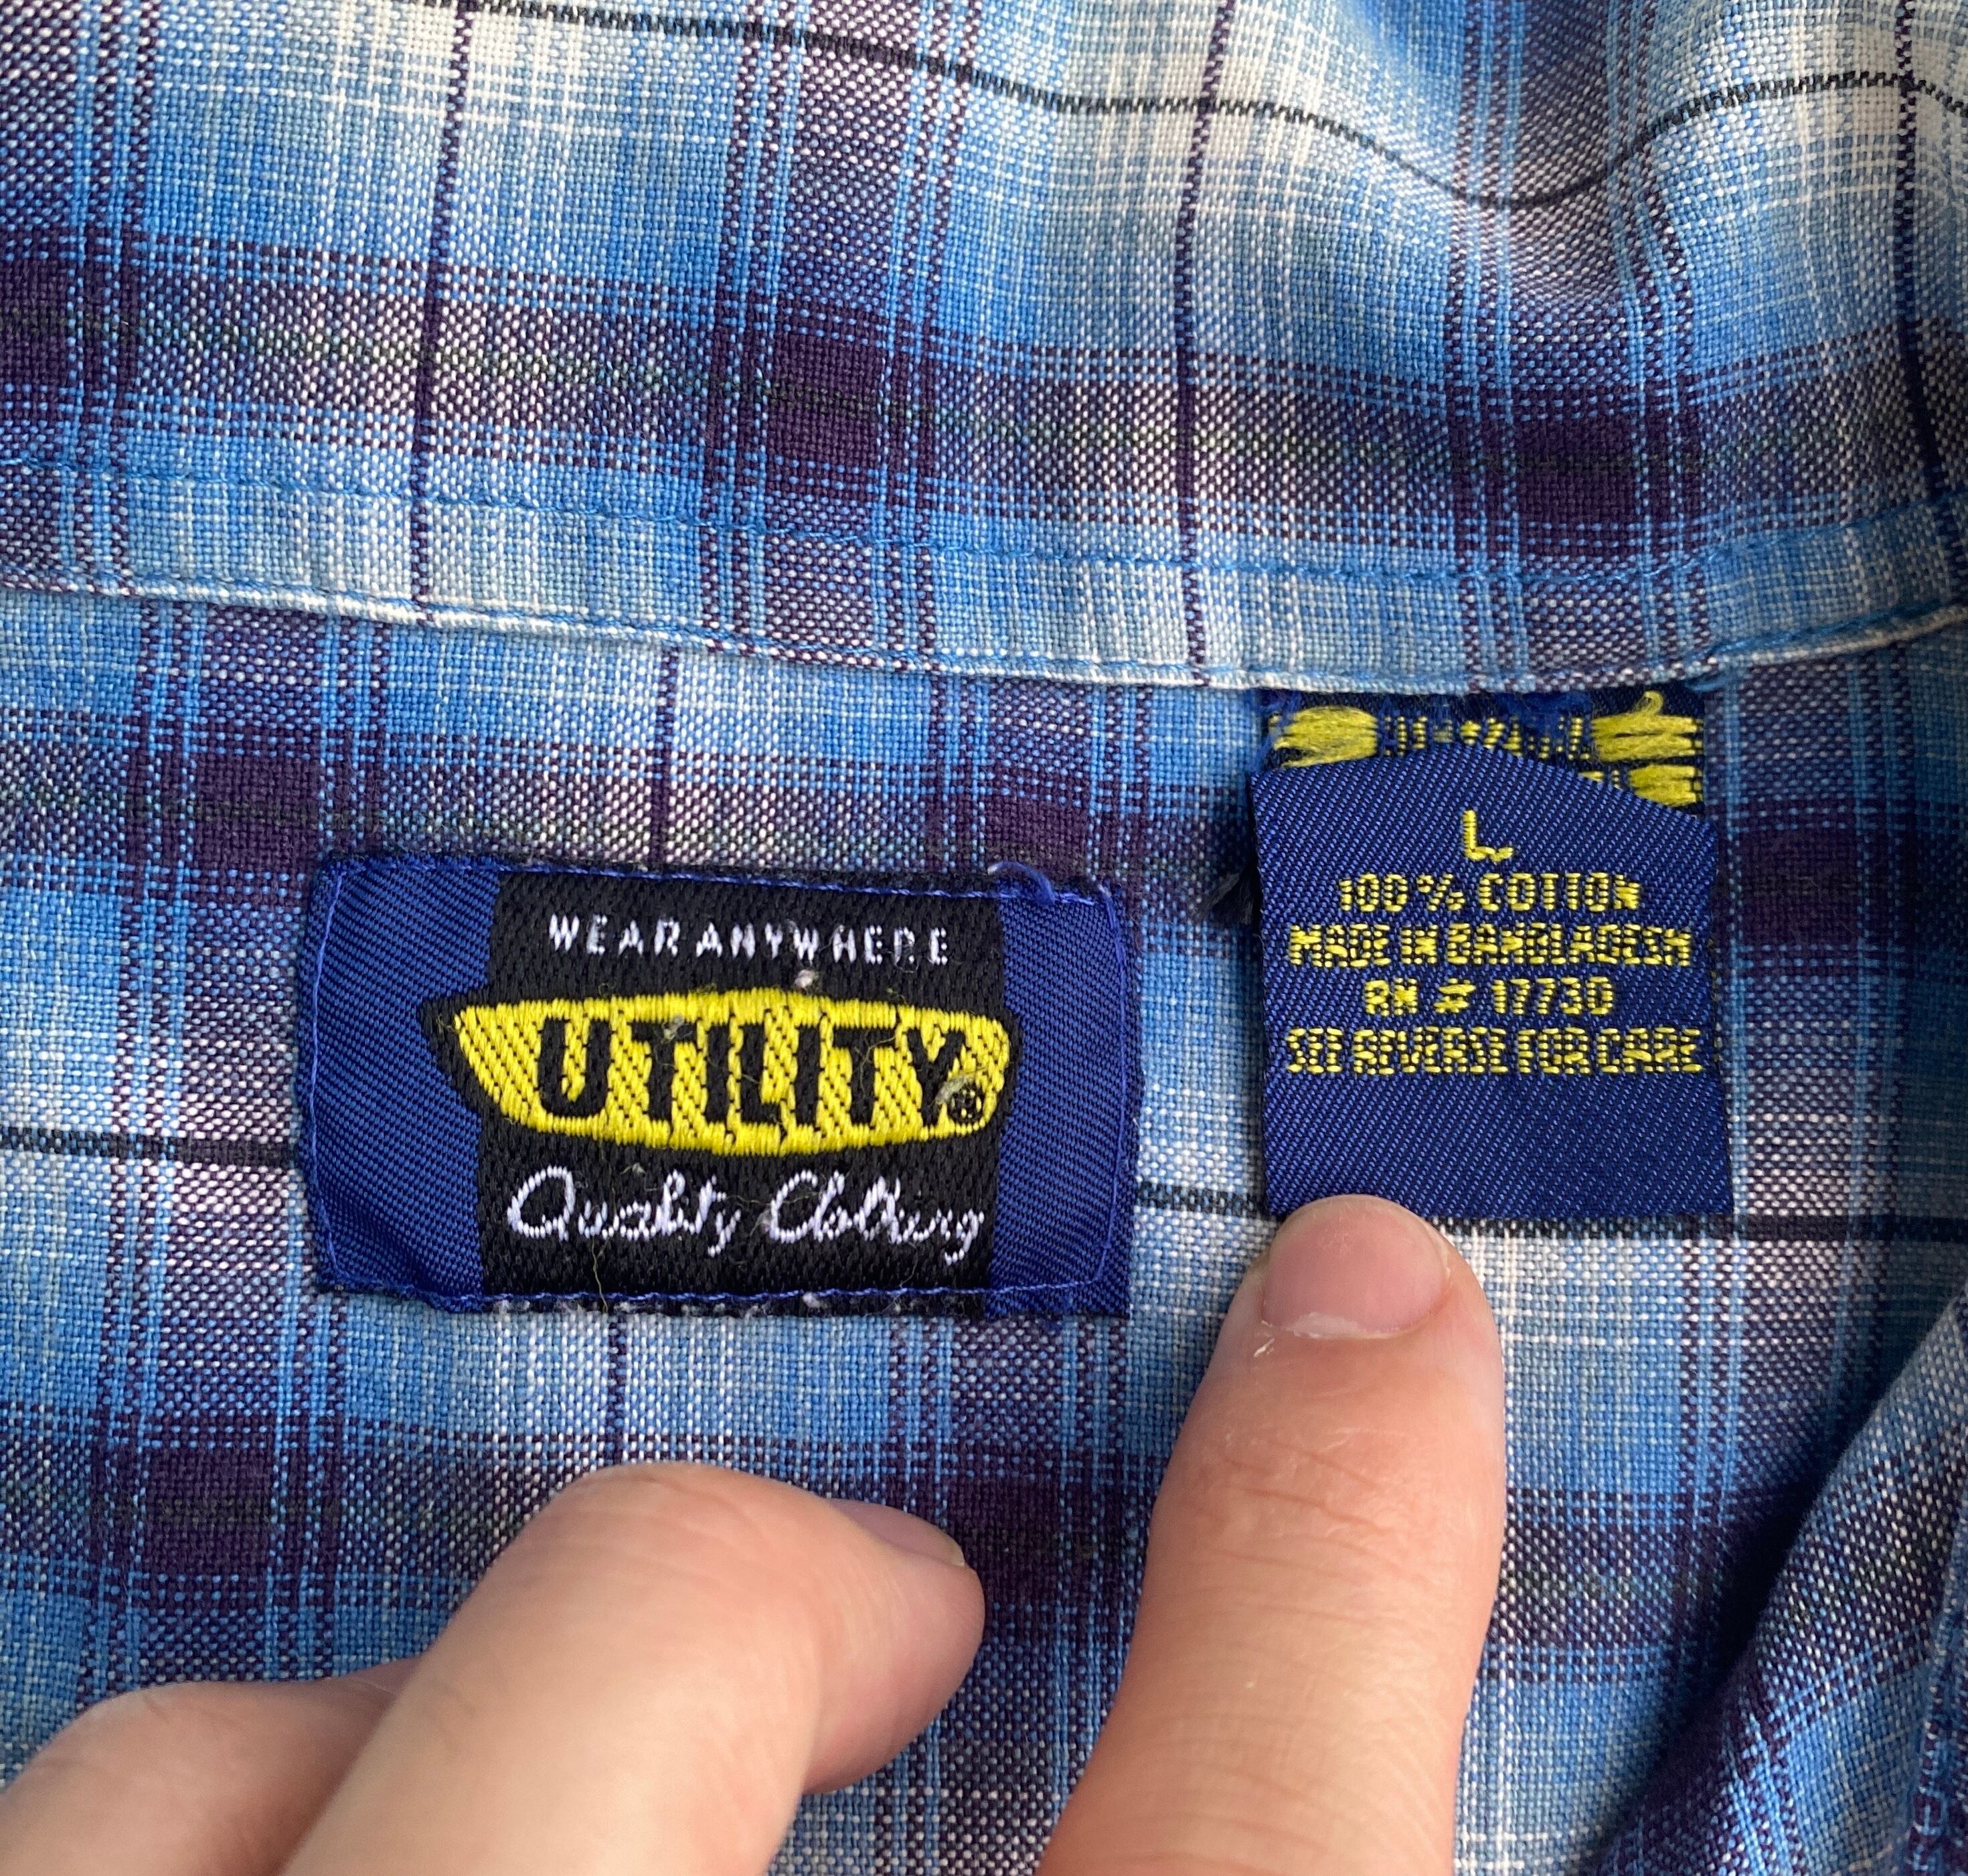 WEAR ANYWHERE
UTILITY®
Quality Clothing
L
100% COTTON
MADE IN BANGLADESH
RN # 17730
SEE REVERSE FOR CARE